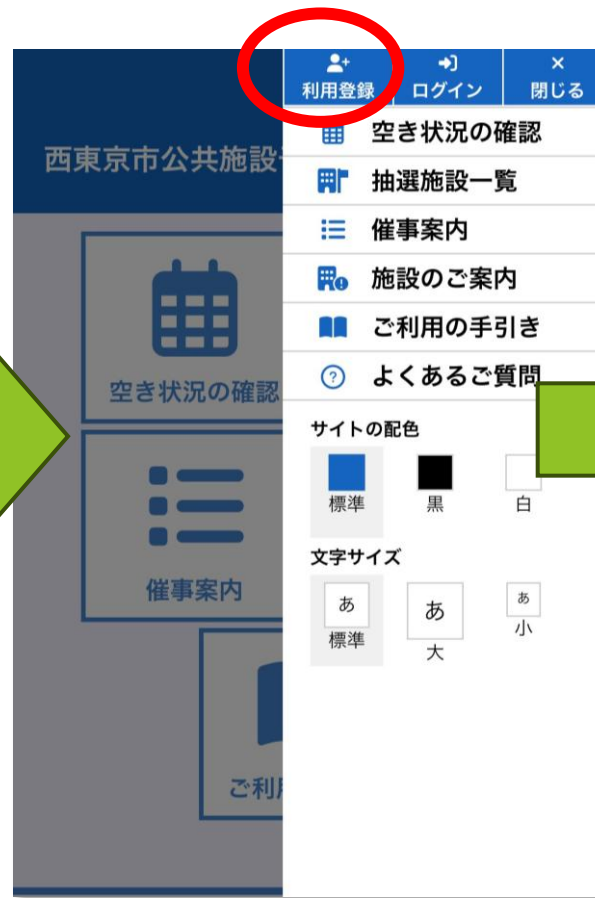 利用登録
ログイン
閉じる
西東京市公共施設
空き状況の確認
抽選施設一覧
催事案内
施設のご案内
ご利用の手引き
よくあるご質問
サイトの配色
標準
黒
白
文字サイズ
あ
標準
あ
大
あ
小
空き状況の確認
催事案内
ご利